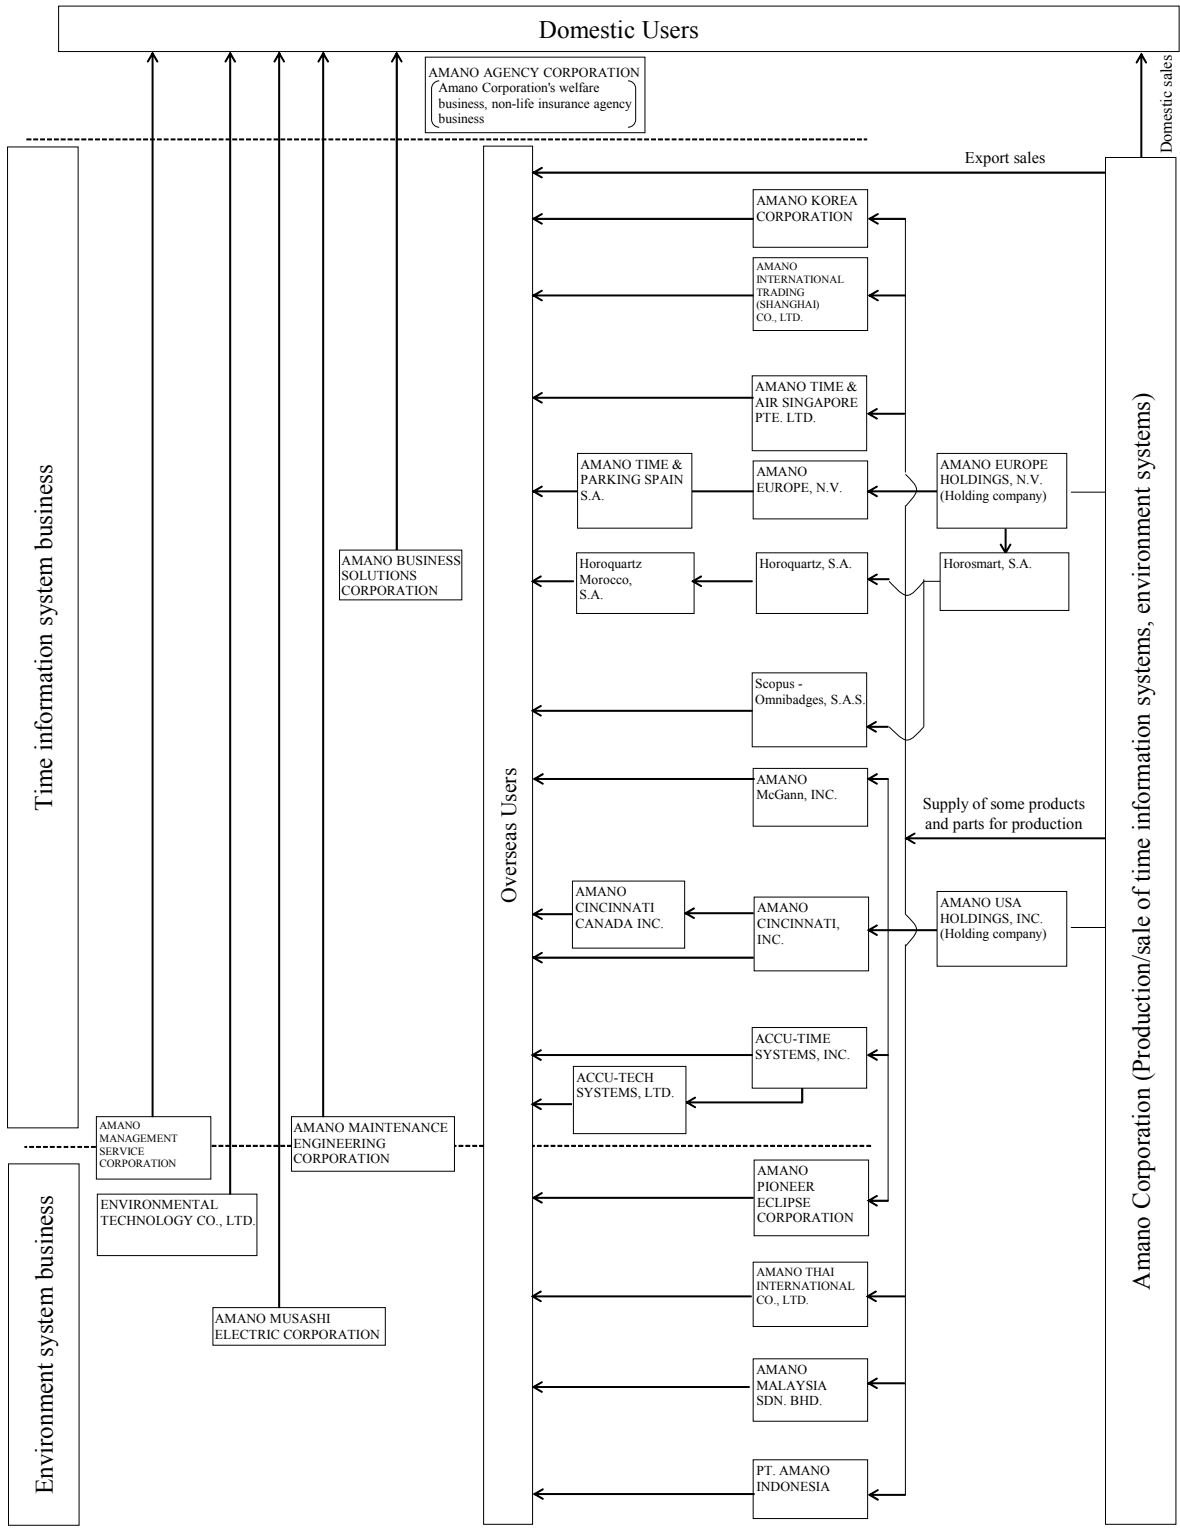 Domestic Users
AMANO AGENCY CORPORATION
Amano Corporation's welfare
business, non-life insurance agency
business
Domestic sales
Export sales
AMANO KOREA
CORPORATION
AMANO
INTERNATIONAL
TRADING
(SHANGHAI)
CO., LTD.
AMANO TIME &
AIR SINGAPORE
PTE. LTD.
AMANO TIME &
PARKING SPAIN
S.A.
AMANO
EUROPE, N.V.
AMANO EUROPE
HOLDINGS, N.V.
(Holding company)
AMANO BUSINESS
SOLUTIONS
CORPORATION
Horoquartz
Morocco,
S.A.
Horoquartz, S.A.
Horosmart, S.A.
Time information system business
Scopus -
Omnibadges, S.A.S.
Overseas Users
AMANO
McGann, INC.
Supply of some products
and parts for production
Amano Corporation (Production/sale of time information systems, environment systems)
AMANO
CINCINNATI
CANADA INC.
AMANO
CINCINNATI,
INC.
AMANO USA
HOLDINGS, INC.
(Holding company)
ACCU-TIME
SYSTEMS, INC.
ACCU-TECH
SYSTEMS, LTD.
AMANO
MANAGEMENT
SERVICE
CORPORATION
AMANO MAINTENANCE
ENGINEERING
CORPORATION
AMANO
PIONEER
ECLIPSE
CORPORATION
ENVIRONMENTAL
TECHNOLOGY CO., LTD.
Environment system business
AMANO THAI
INTERNATIONAL
CO., LTD.
AMANO MUSASHI
ELECTRIC CORPORATION
AMANO
MALAYSIA
SDN. BHD.
PT. AMANO
INDONESIA